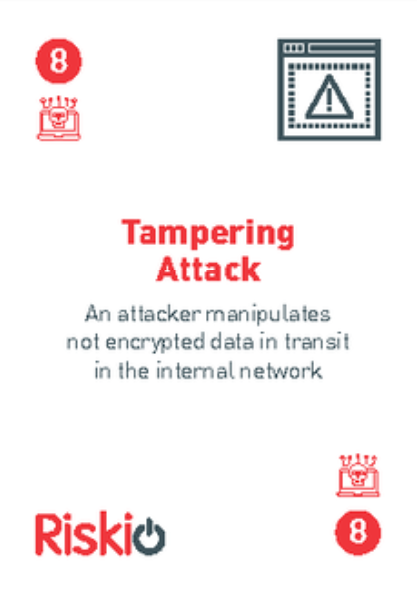 8
Tampering
Attack
An attacker manipulates
not encrypted data in transit
in the internal network
Riskio
8